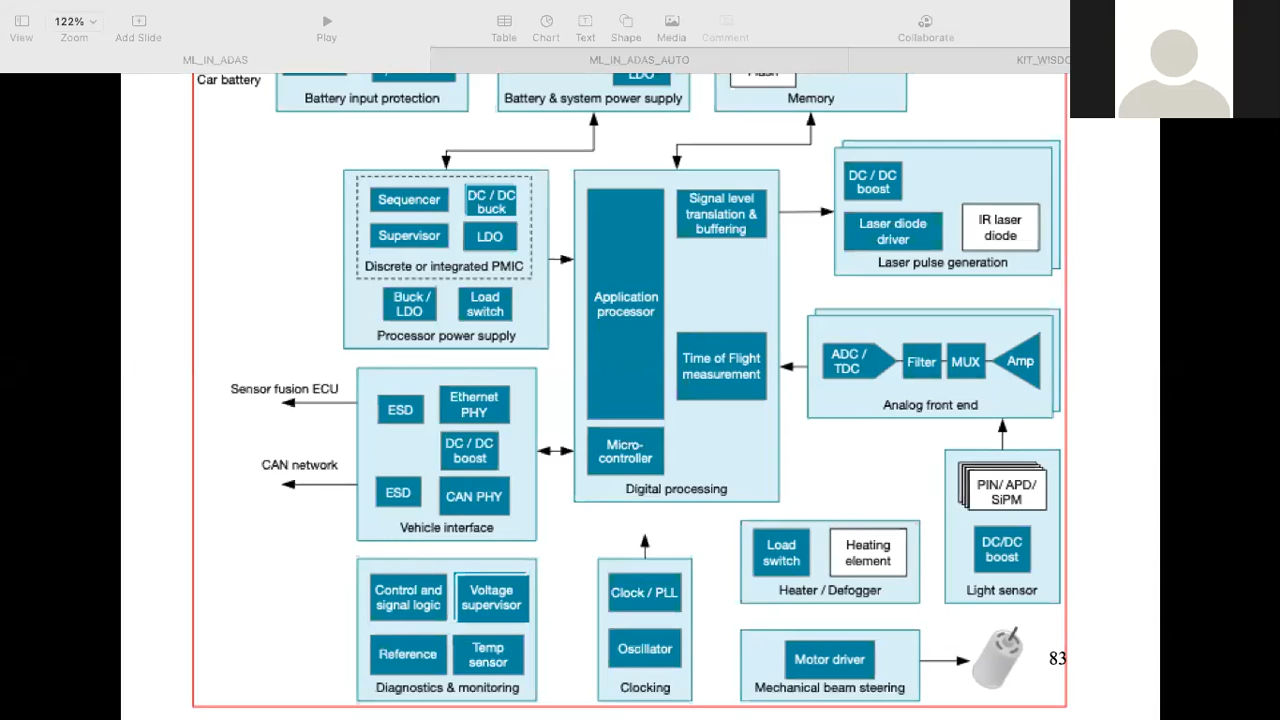 122%
View
Zoom
Add Slide
Play
Table
Chart
Text
Shape
Media
Comment
Collaborate
ML_IN_ADAS
ML_IN_ADAS_AUTO
KIT_WISDO
Car battery
Battery input protection
LDO
Battery & system power supply
Memory
Sequencer
DC / DC
buck
Supervisor
LDO
Discrete or integrated PMIC
Buck /
LDO
Load
switch
Processor power supply
Application
processor
Signal level
translation &
buffering
Time of Flight
measurement
Micro-
controller
Digital processing
DC / DC
boost
Laser diode
driver
IR laser
diode
Laser pulse generation
ADC /
TDC
Filter
MUX
Amp
Analog front end
Sensor fusion ECU
CAN network
ESD
Ethernet
PHY
DC / DC
boost
ESD
CAN PHY
Vehicle interface
PIN/ APD/
SiPM
DC/DC
boost
Light sensor
Load
switch
Heating
element
Heater / Defogger
Control and
signal logic
Voltage
supervisor
Reference
Temp
sensor
Diagnostics & monitoring
Clock / PLL
Oscillator
Clocking
Motor driver
Mechanical beam steering
83